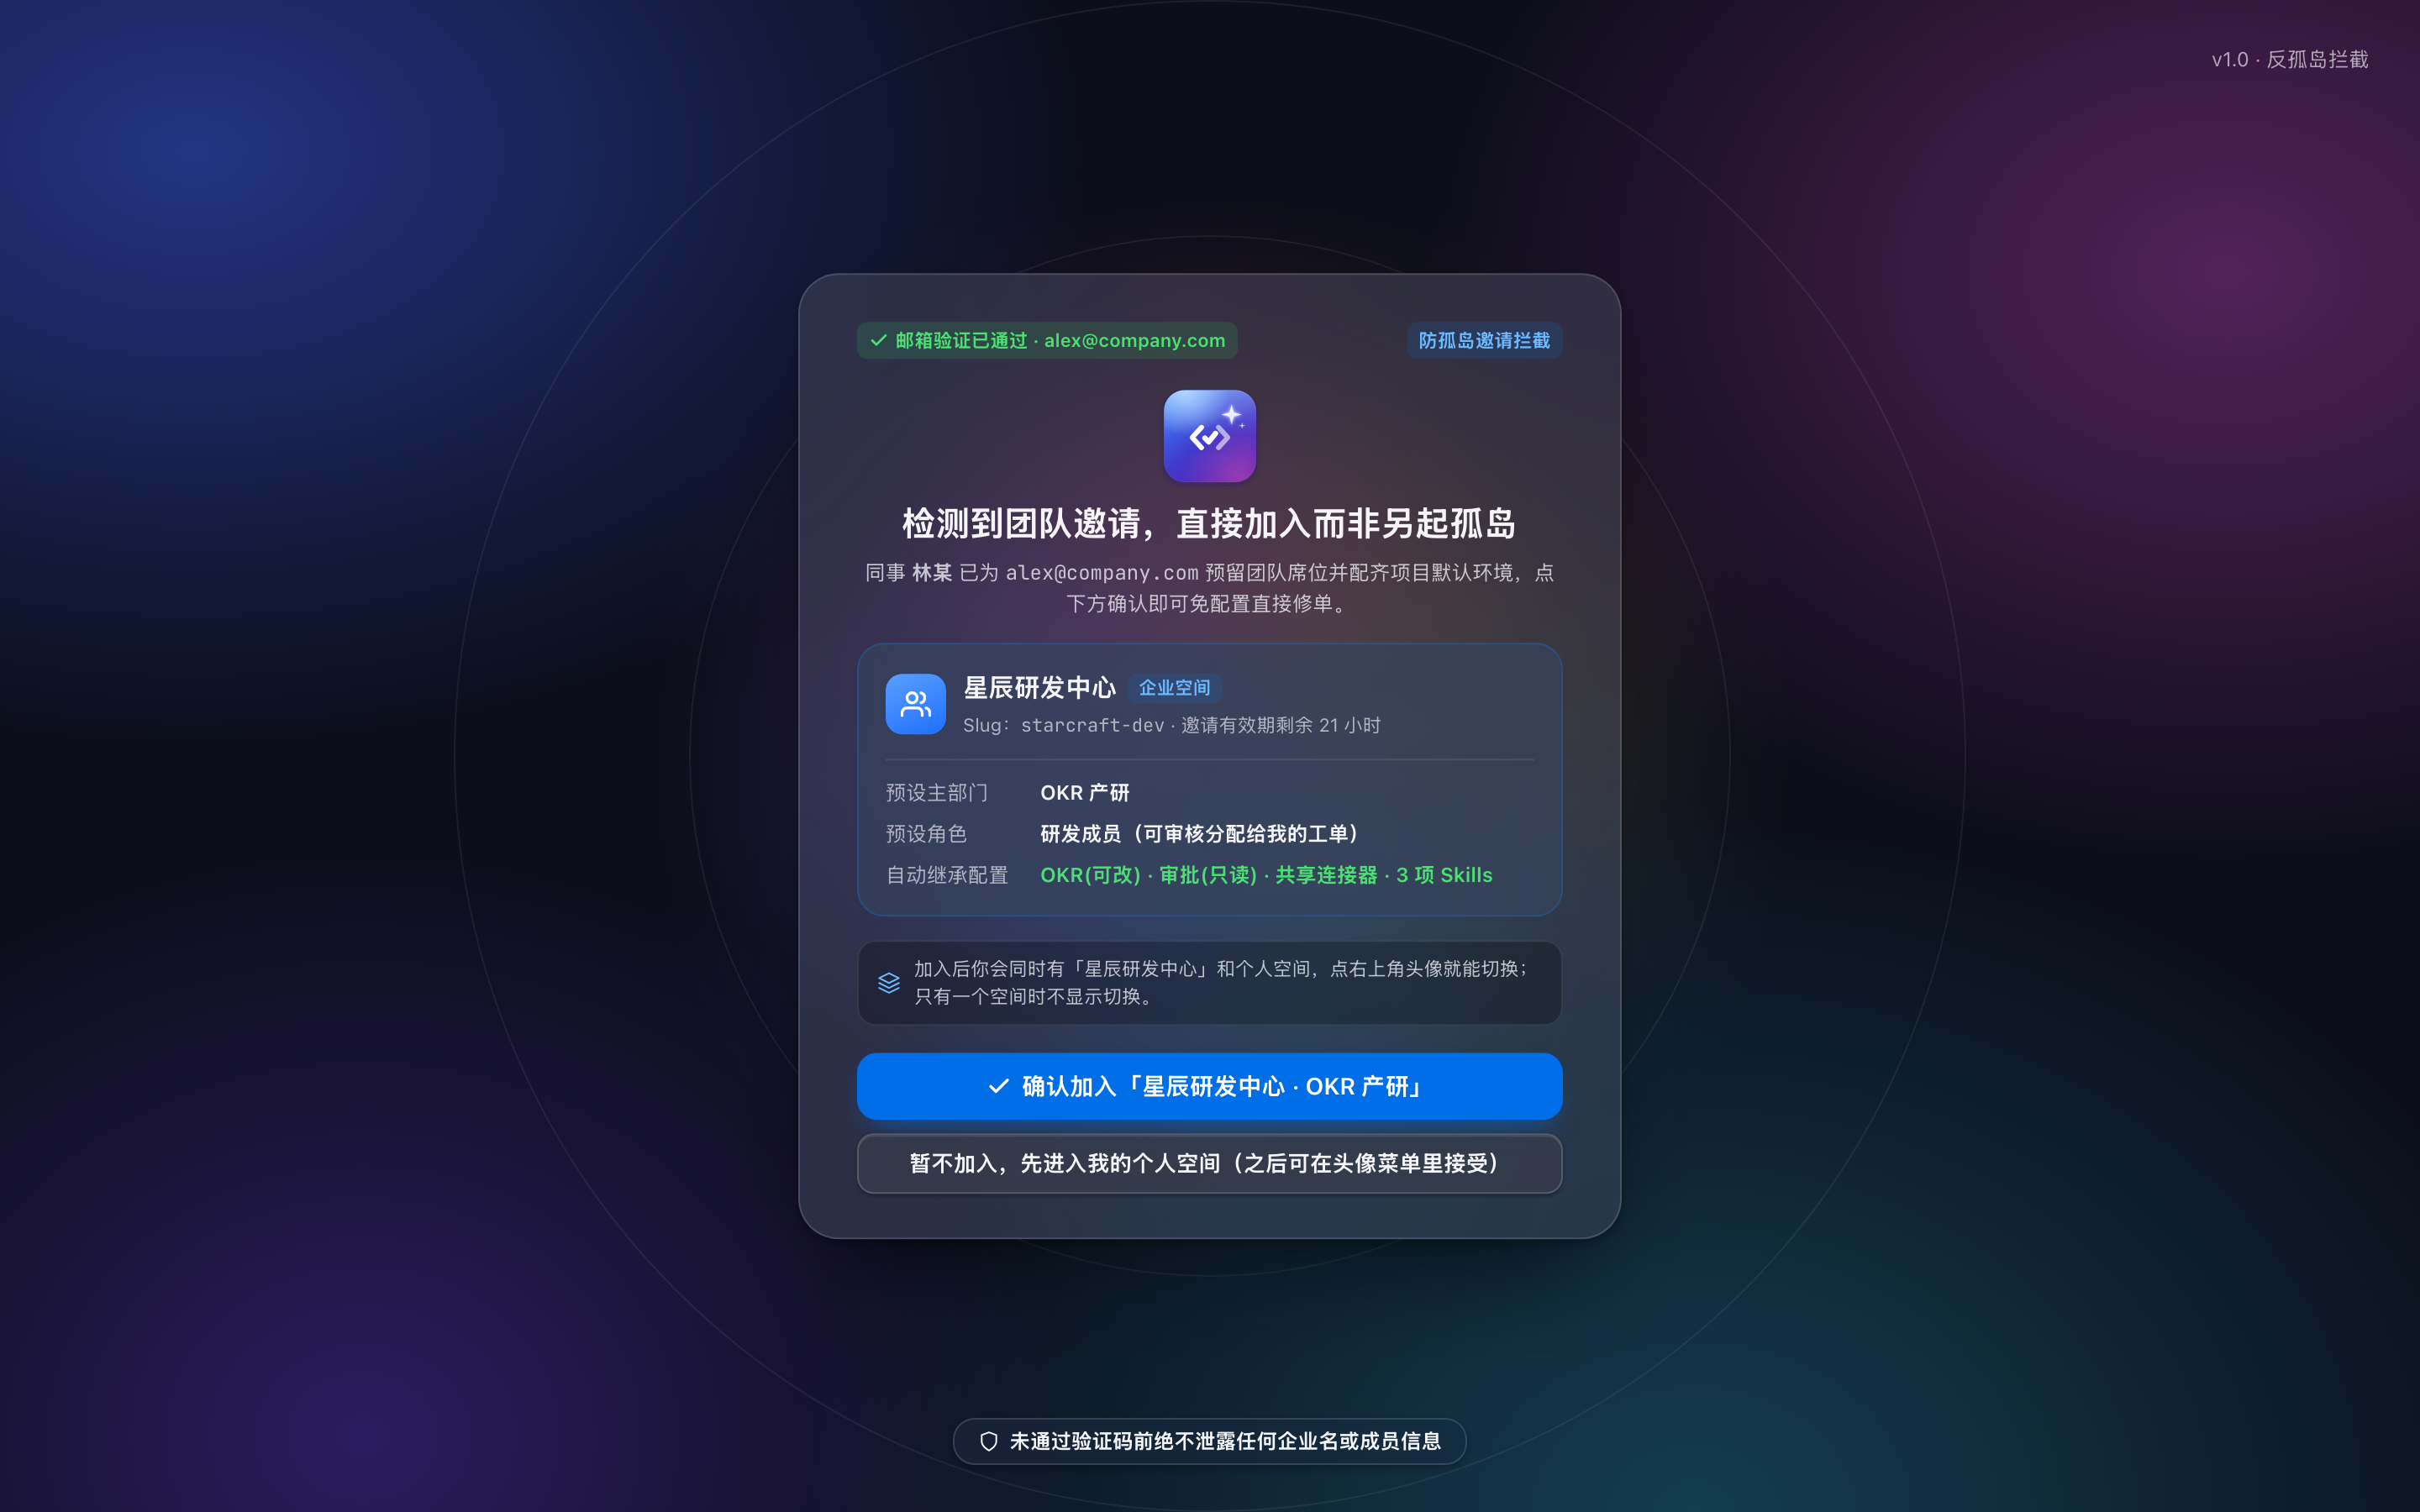 v1.0 · 反孤岛拦截
邮箱验证已通过 · alex@company.com
防孤岛邀请拦截
检测到团队邀请，直接加入而非另起孤岛
同事 林某 已为 alex@company.com 预留团队席位并配齐项目默认环境，点
下方确认即可免配置直接修单。
星辰研发中心 企业空间
Slug： starcraft-dev · 邀请有效期剩余 21 小时
预设主部门 OKR 产研
预设角色 研发成员（可审核分配给我的工单）
自动继承配置 OKR(可改) · 审批(只读) · 共享连接器 · 3 项 Skills
加入后你会同时有「星辰研发中心」和个人空间，点右上角头像就能切换；
只有一个空间时不显示切换。
确认加入「星辰研发中心 · OKR 产研」
暂不加入，先进入我的个人空间（之后可在头像菜单里接受）
未通过验证码前绝不泄露任何企业名或成员信息